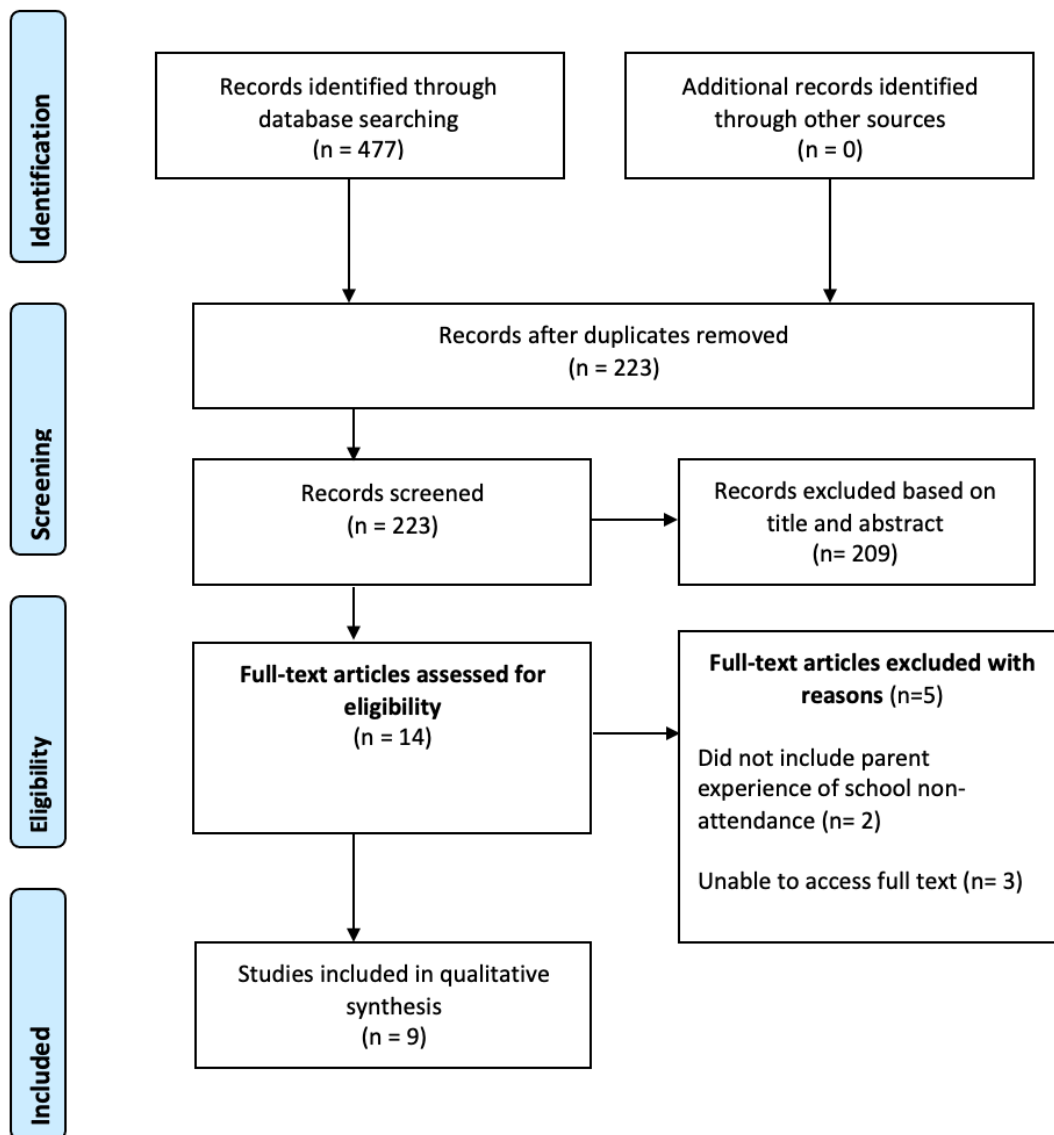 Identification
Records identified through
database searching
(n = 477)
Additional records identified
through other sources
(n = 0)
Screening
Records after duplicates removed
(n = 223)
Records screened
(n = 223)
Records excluded based on
title and abstract
(n= 209)
Eligibility
Full-text articles assessed for
eligibility
(n = 14)
Full-text articles excluded with
reasons (n=5)
Did not include parent
experience of school non-
attendance (n= 2)
Unable to access full text (n= 3)
Included
Studies included in qualitative
synthesis
(n = 9)